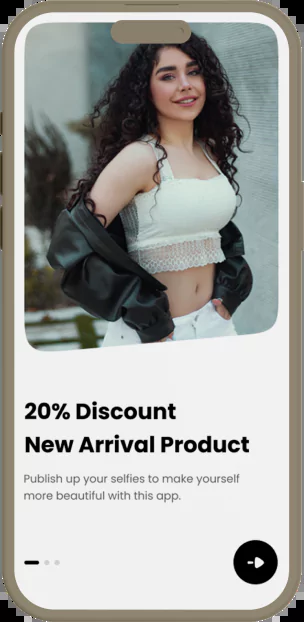 20% Discount
New Arrival Product
Publish up your selfies to make yourself
more beautiful with this app.